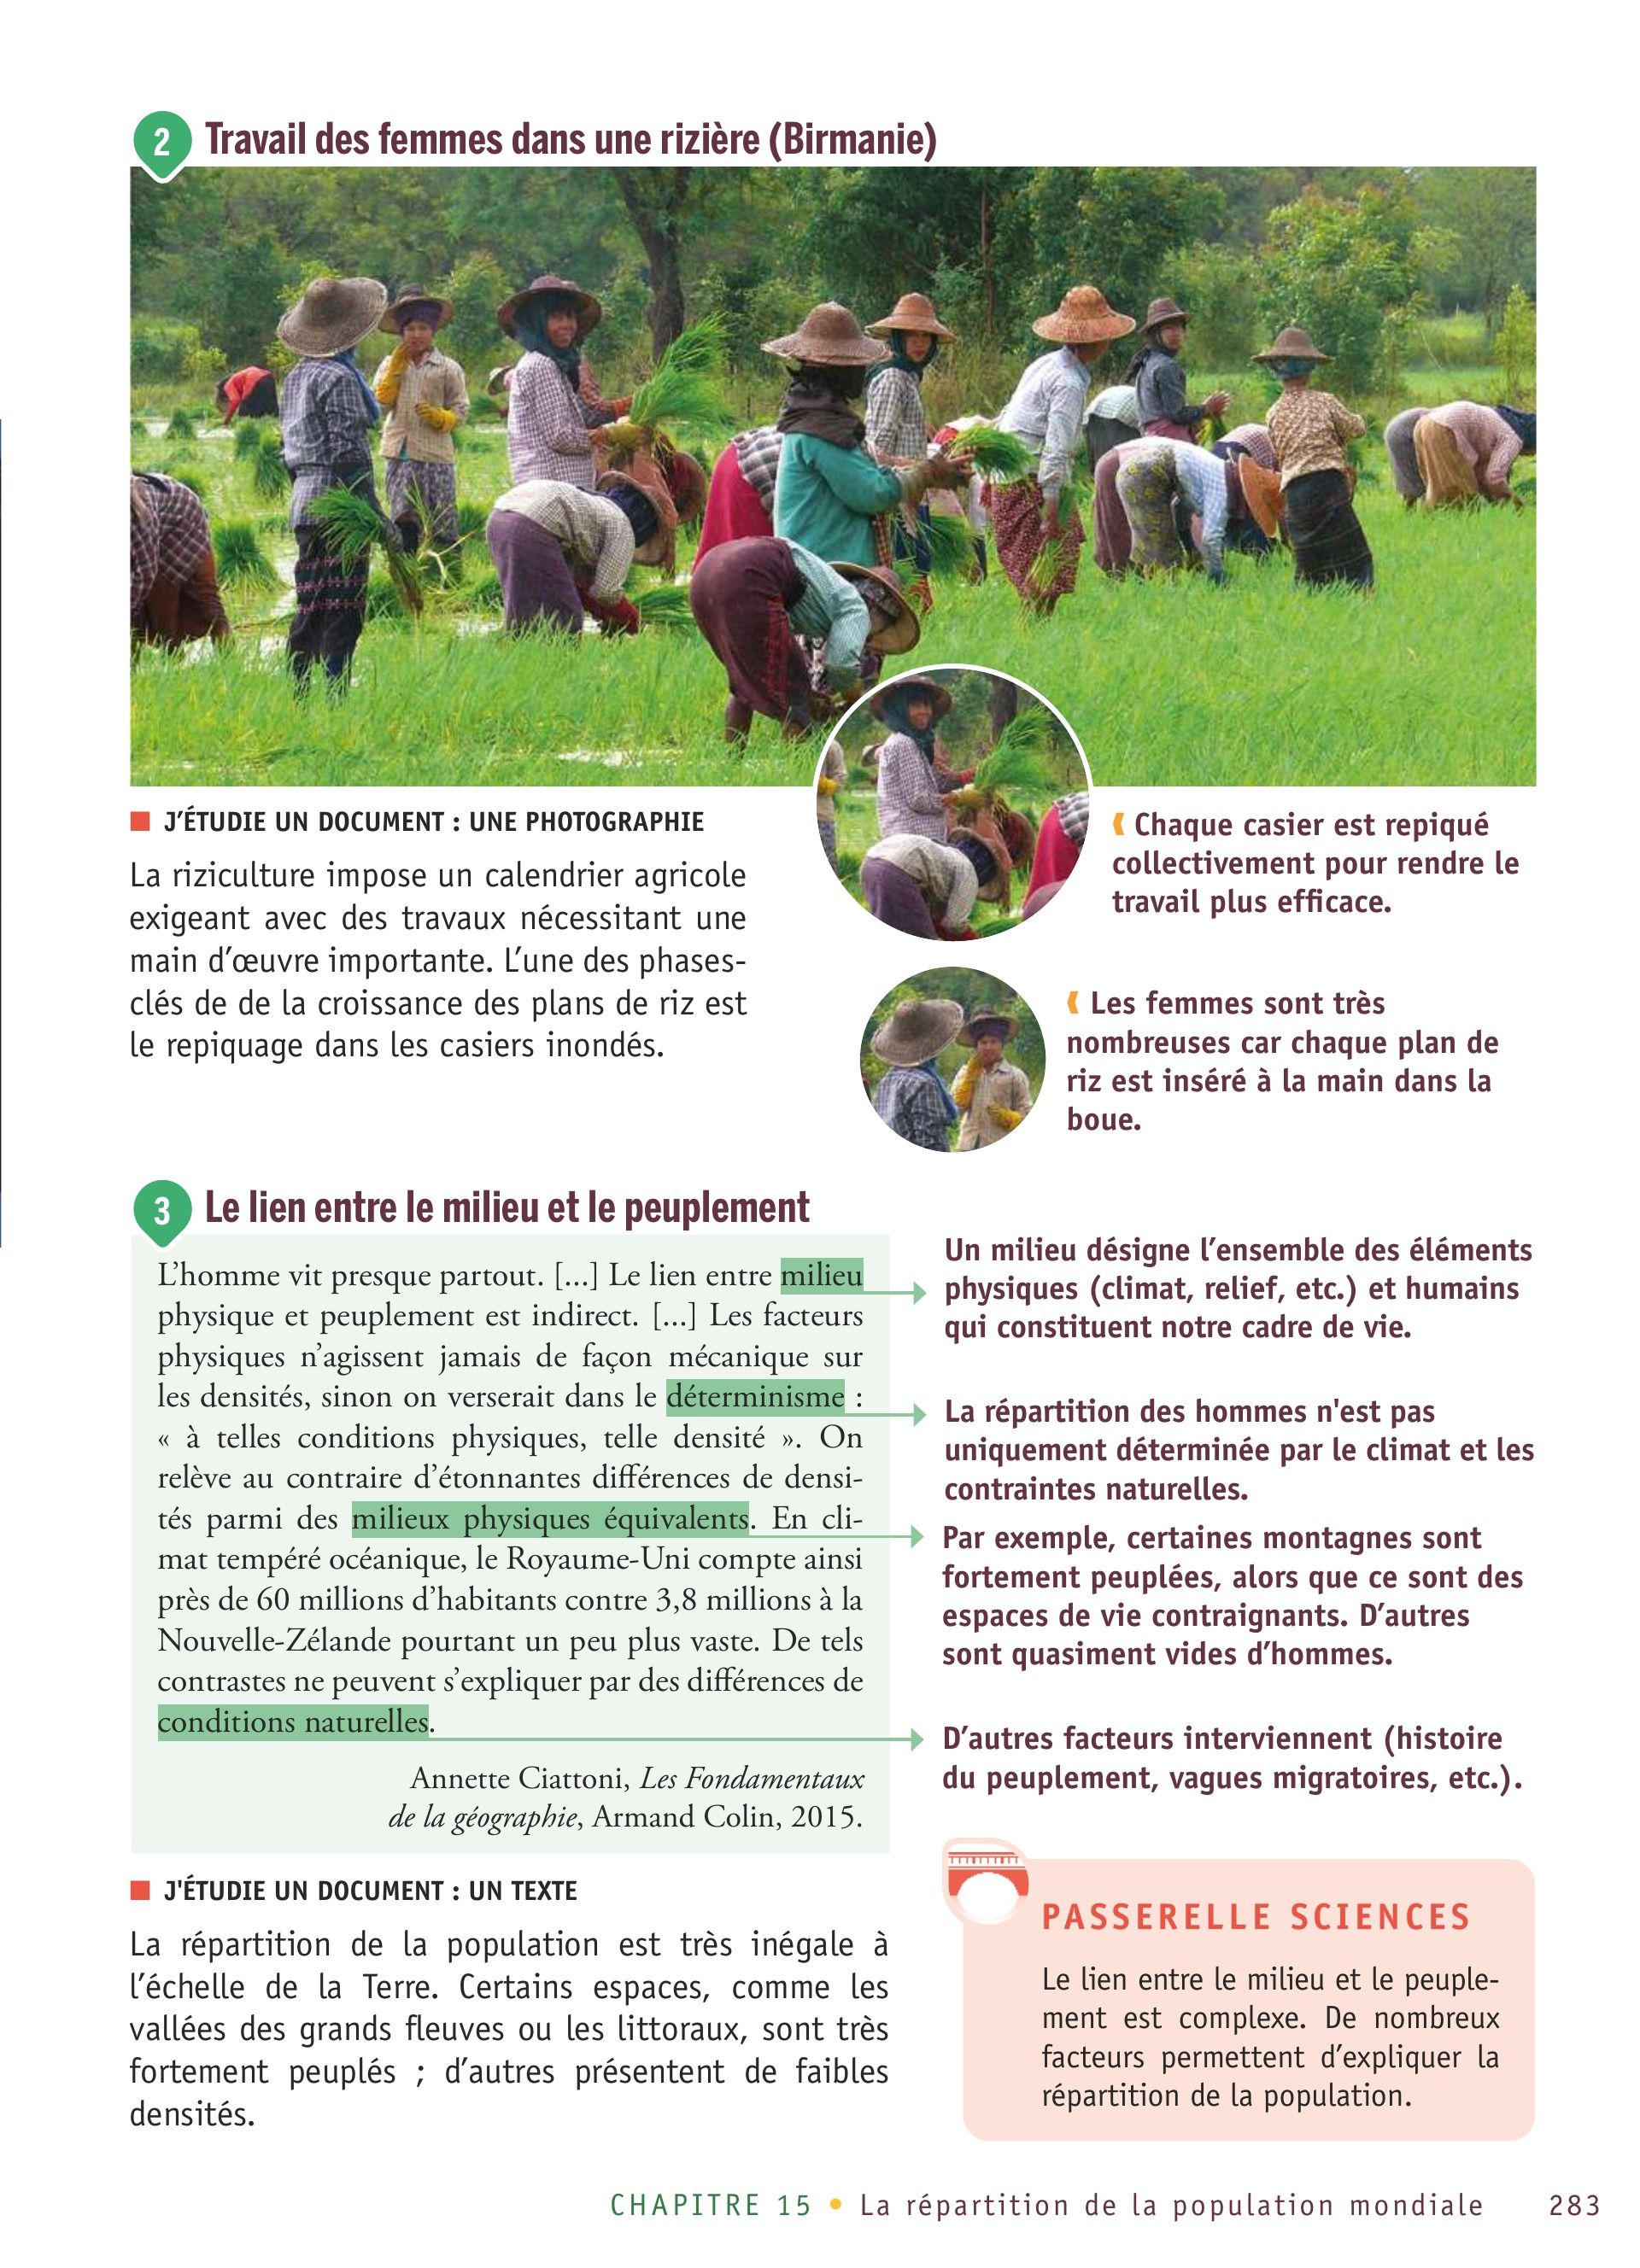 2 Travail des femmes dans une rizière (Birmanie)
■ J'ÉTUDIE UN DOCUMENT : UNE PHOTOGRAPHIE
La riziculture impose un calendrier agricole
exigeant avec des travaux nécessitant une
main d'œuvre importante. L'une des phases-
clés de de la croissance des plans de riz est
le repiquage dans les casiers inondés.
Chaque casier est repiqué
collectivement pour rendre le
travail plus efficace.
Les femmes sont très
nombreuses car chaque plan de
riz est inséré à la main dans la
boue.
3 Le lien entre le milieu et le peuplement
L'homme vit presque partout. [...] Le lien entre milieu
physique et peuplement est indirect. [...] Les facteurs
physiques n'agissent jamais de façon mécanique sur
les densités, sinon on verserait dans le déterminisme :
« à telles conditions physiques, telle densité ». On
relève au contraire d'étonnantes différences de densi-
tés parmi des milieux physiques équivalents. En cli-
mat tempéré océanique, le Royaume-Uni compte ainsi
près de 60 millions d'habitants contre 3,8 millions à la
Nouvelle-Zélande pourtant un peu plus vaste. De tels
contrastes ne peuvent s'expliquer par des différences de
conditions naturelles.
Annette Ciattoni, Les Fondamentaux
de la géographie, Armand Colin, 2015.
Un milieu désigne l'ensemble des éléments
physiques (climat, relief, etc.) et humains
qui constituent notre cadre de vie.
La répartition des hommes n'est pas
uniquement déterminée par le climat et les
contraintes naturelles.
Par exemple, certaines montagnes sont
fortement peuplées, alors que ce sont des
espaces de vie contraignants. D'autres
sont quasiment vides d'hommes.
D'autres facteurs interviennent (histoire
du peuplement, vagues migratoires, etc.).
■ J'ÉTUDIE UN DOCUMENT : UN TEXTE
La répartition de la population est très inégale à
l'échelle de la Terre. Certains espaces, comme les
vallées des grands fleuves ou les littoraux, sont très
fortement peuplés ; d'autres présentent de faibles
densités.
PASSERELLE SCIENCES
Le lien entre le milieu et le peuple-
ment est complexe. De nombreux
facteurs permettent d'expliquer la
répartition de la population.
CHAPITRE 15 • La répartition de la population mondiale 283